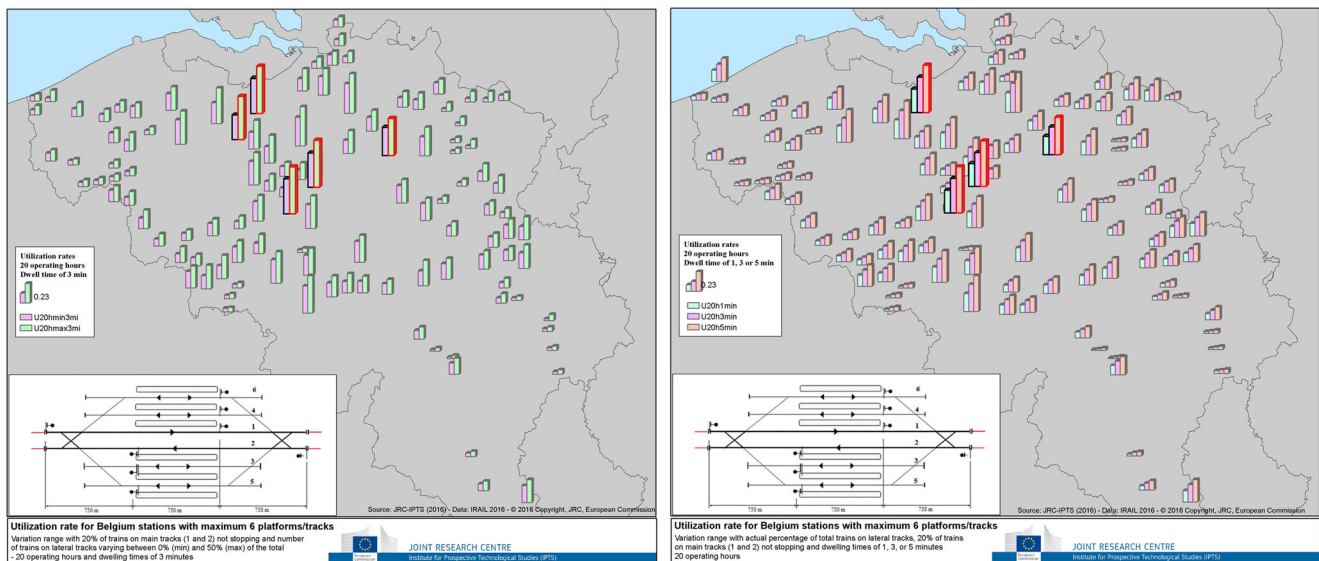 Utilization rates
20 operating hours
Dwell time of 3 min
0.23
U20hmin3mi
U20hmax3mi
6
4
1
2
3
5
750 m
750 m
750 m
Source: JRC-IPTS (2016) - Data: IRAIL 2016 - © 2016 Copyright, JRC, European Commission
Utilization rate for Belgium stations with maximum 6 platforms/tracks
Variation range with 20% of trains on main tracks (1 and 2) not stopping and number
of trains on lateral tracks varying between 0% (min) and 50% (max) of the total
- 20 operating hours and dwelling times of 3 minutes
European
Commission
JOINT RESEARCH CENTRE
Institute for Prospective Technological Studies (IPTS)
Utilization rates
20 operating hours
Dwell time of 1, 3, or 5 min
0.23
U20h1min
U20h3min
U20h5min
6
4
1
2
3
5
750 m
750 m
750 m
Source: JRC-IPTS (2016) - Data: IRAIL 2016 - © 2016 Copyright, JRC, European Commission
Utilization rate for Belgium stations with maximum 6 platforms/tracks
Variation range with actual percentage of total trains on lateral tracks, 20% of trains
on main tracks (1 and 2) not stopping and dwelling times of 1, 3, or 5 minutes
20 operating hours
European
Commission
JOINT RESEARCH CENTRE
Institute for Prospective Technological Studies (IPTS)